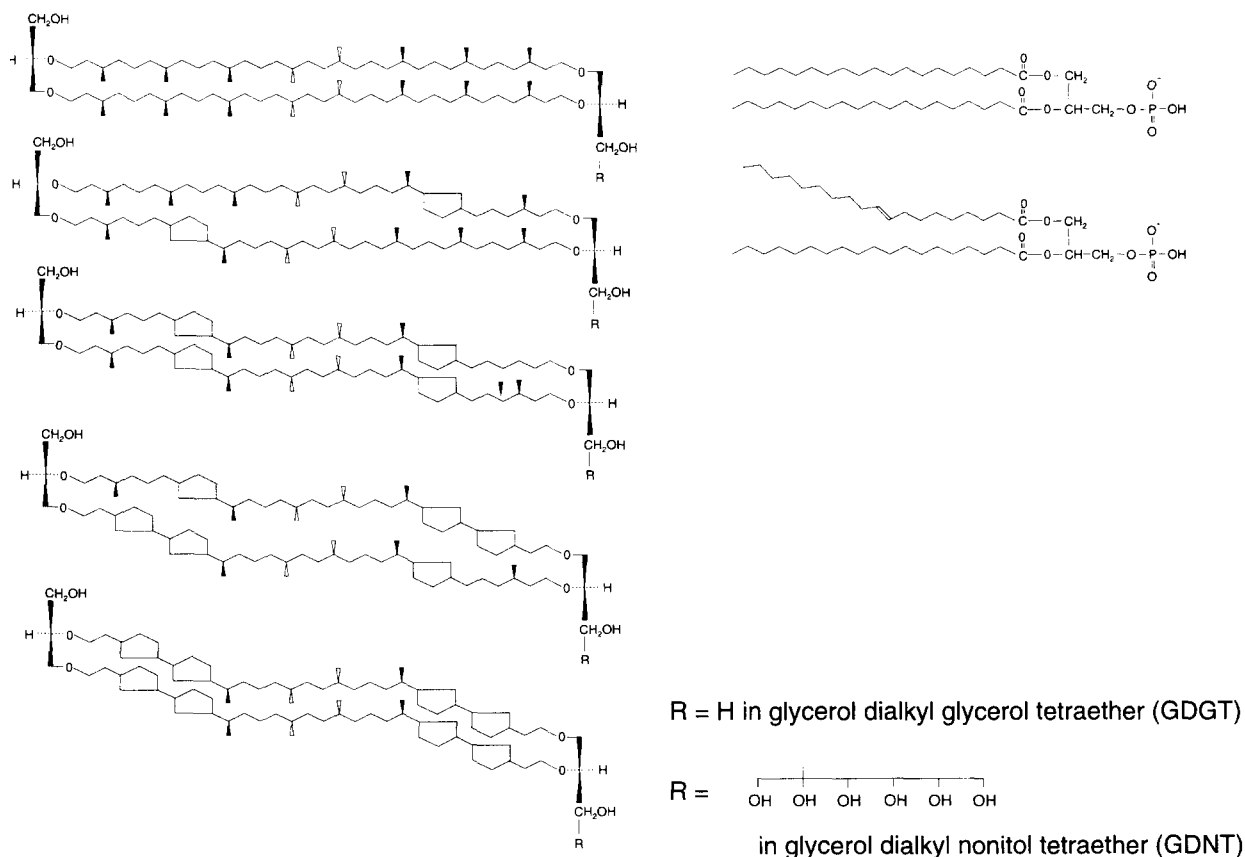 CH₂OH
H O O
O O H
CH₂OH
R
CH₂OH
H O O
O O H
CH₂OH
R
CH₂OH
H O O
O O H
CH₂OH
R
CH₂OH
H O O
O O H
CH₂OH
R
CH₂OH
H O O
O O H
CH₂OH
R
O
C–O–CH₂
O O⁻
C–O–CH–CH₂–O–P–OH
O
O
C–O–CH₂
O O⁻
C–O–CH–CH₂–O–P–OH
O
R = H in glycerol dialkyl glycerol tetraether (GDGT)
R =
OH OH OH OH OH OH
in glycerol dialkyl nonitol tetraether (GDNT)